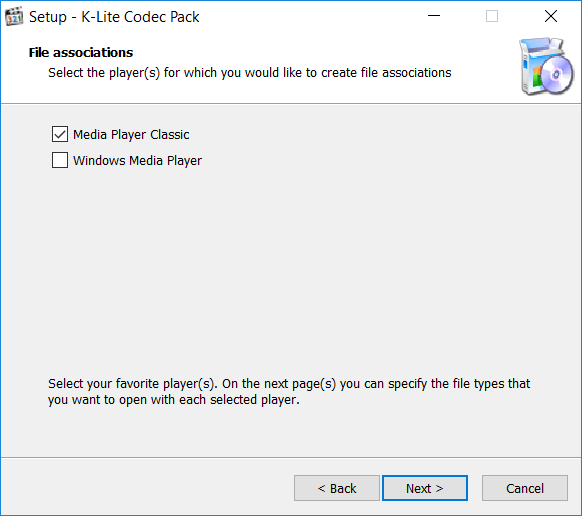 Setup - K-Lite Codec Pack
File associations
Select the player(s) for which you would like to create file associations
Media Player Classic
Windows Media Player
Select your favorite player(s). On the next page(s) you can specify the file types that
you want to open with each selected player.
< Back
Next >
Cancel